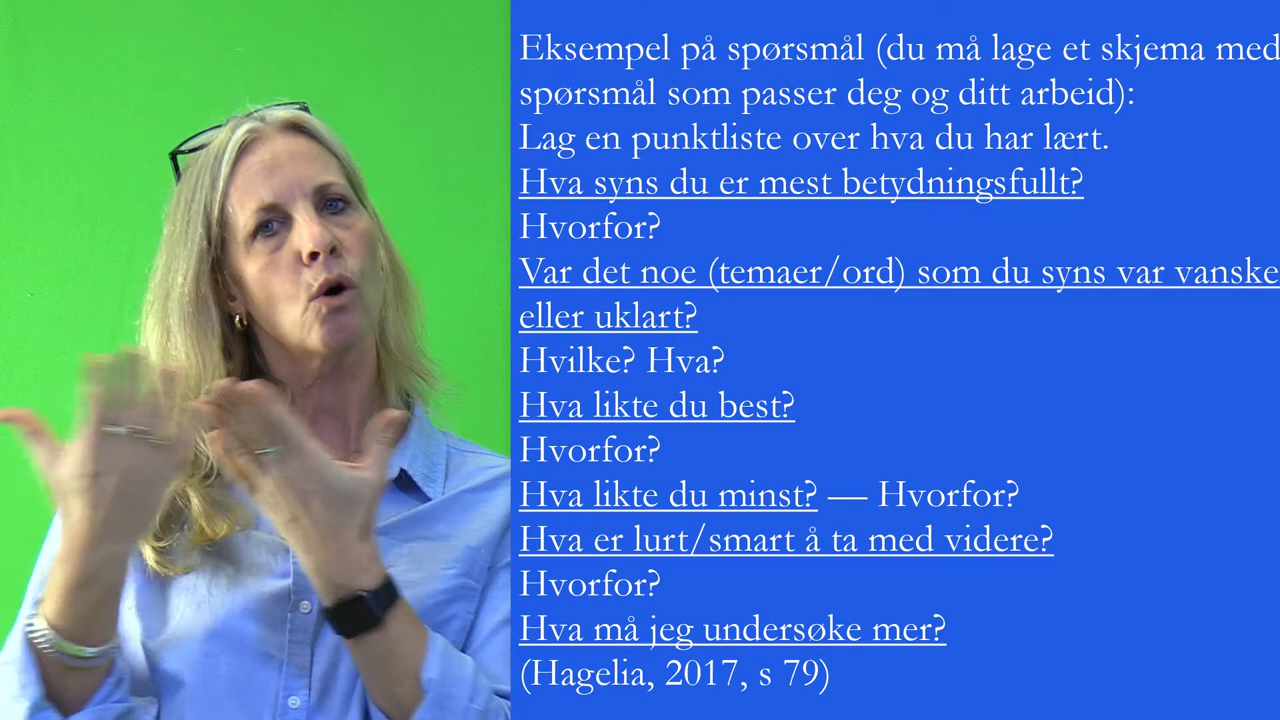 Eksempel på spørsmål (du må lage et skjema med
spørsmål som passer deg og ditt arbeid):
Lag en punktliste over hva du har lært.
Hva syns du er mest betydningsfullt?
Hvorfor?
Var det noe (temaer/ord) som du syns var vanske
eller uklart?
Hvilke? Hva?
Hva likte du best?
Hvorfor?
Hva likte du minst? — Hvorfor?
Hva er lurt/smart å ta med videre?
Hvorfor?
Hva må jeg undersøke mer?
(Hagelia, 2017, s 79)